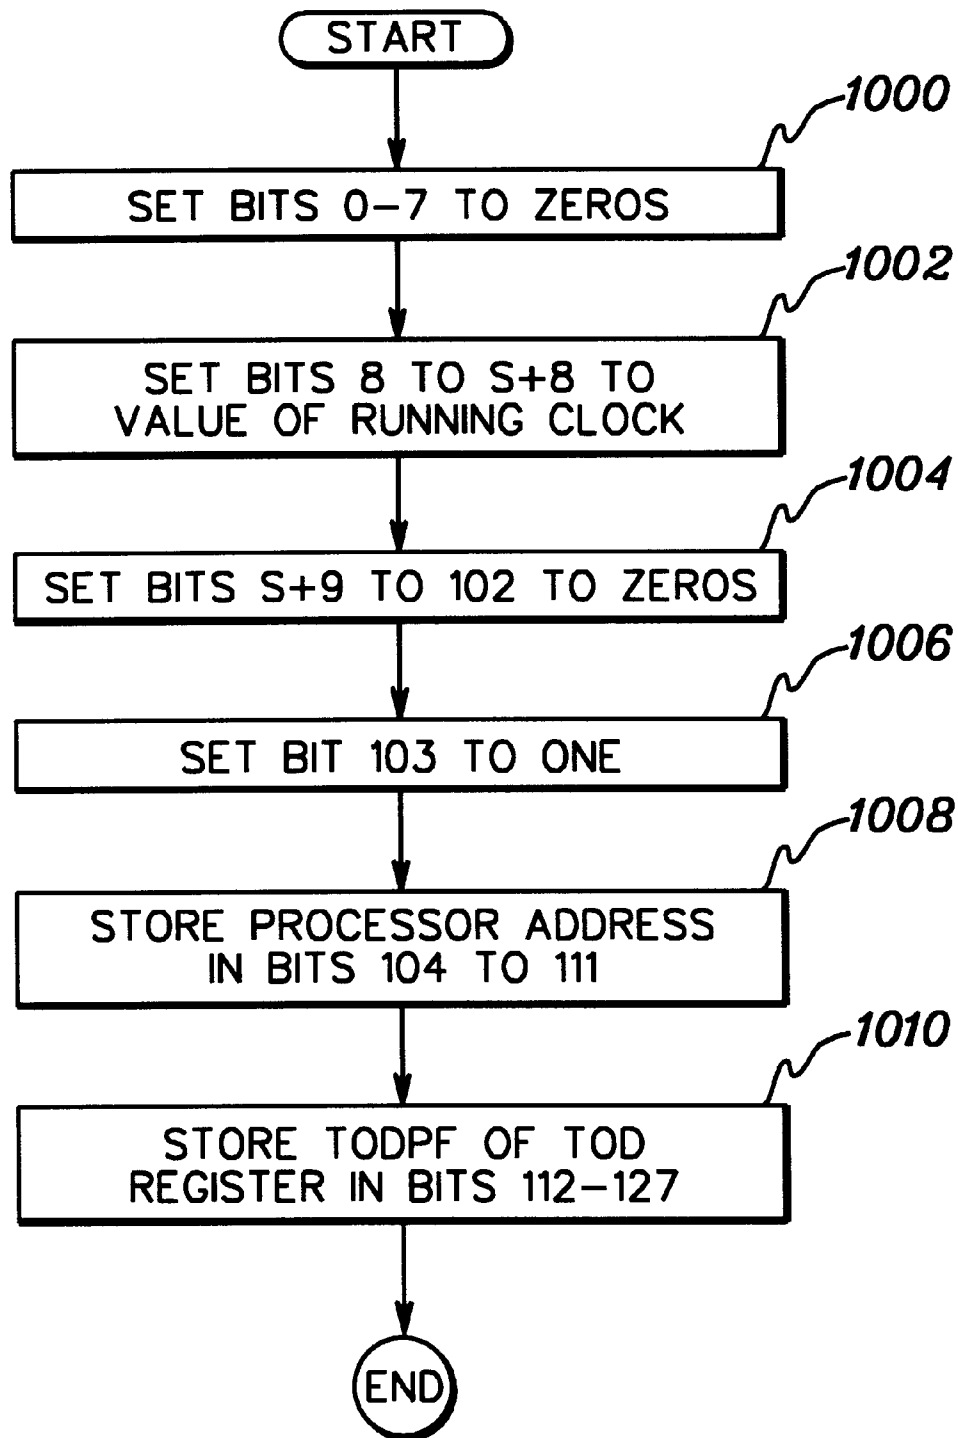 START
1000
SET BITS 0-7 TO ZEROS
1002
SET BITS 8 TO S+8 TO
VALUE OF RUNNING CLOCK
1004
SET BITS S+9 TO 102 TO ZEROS
1006
SET BIT 103 TO ONE
1008
STORE PROCESSOR ADDRESS
IN BITS 104 TO 111
1010
STORE TODPF OF TOD
REGISTER IN BITS 112-127
END